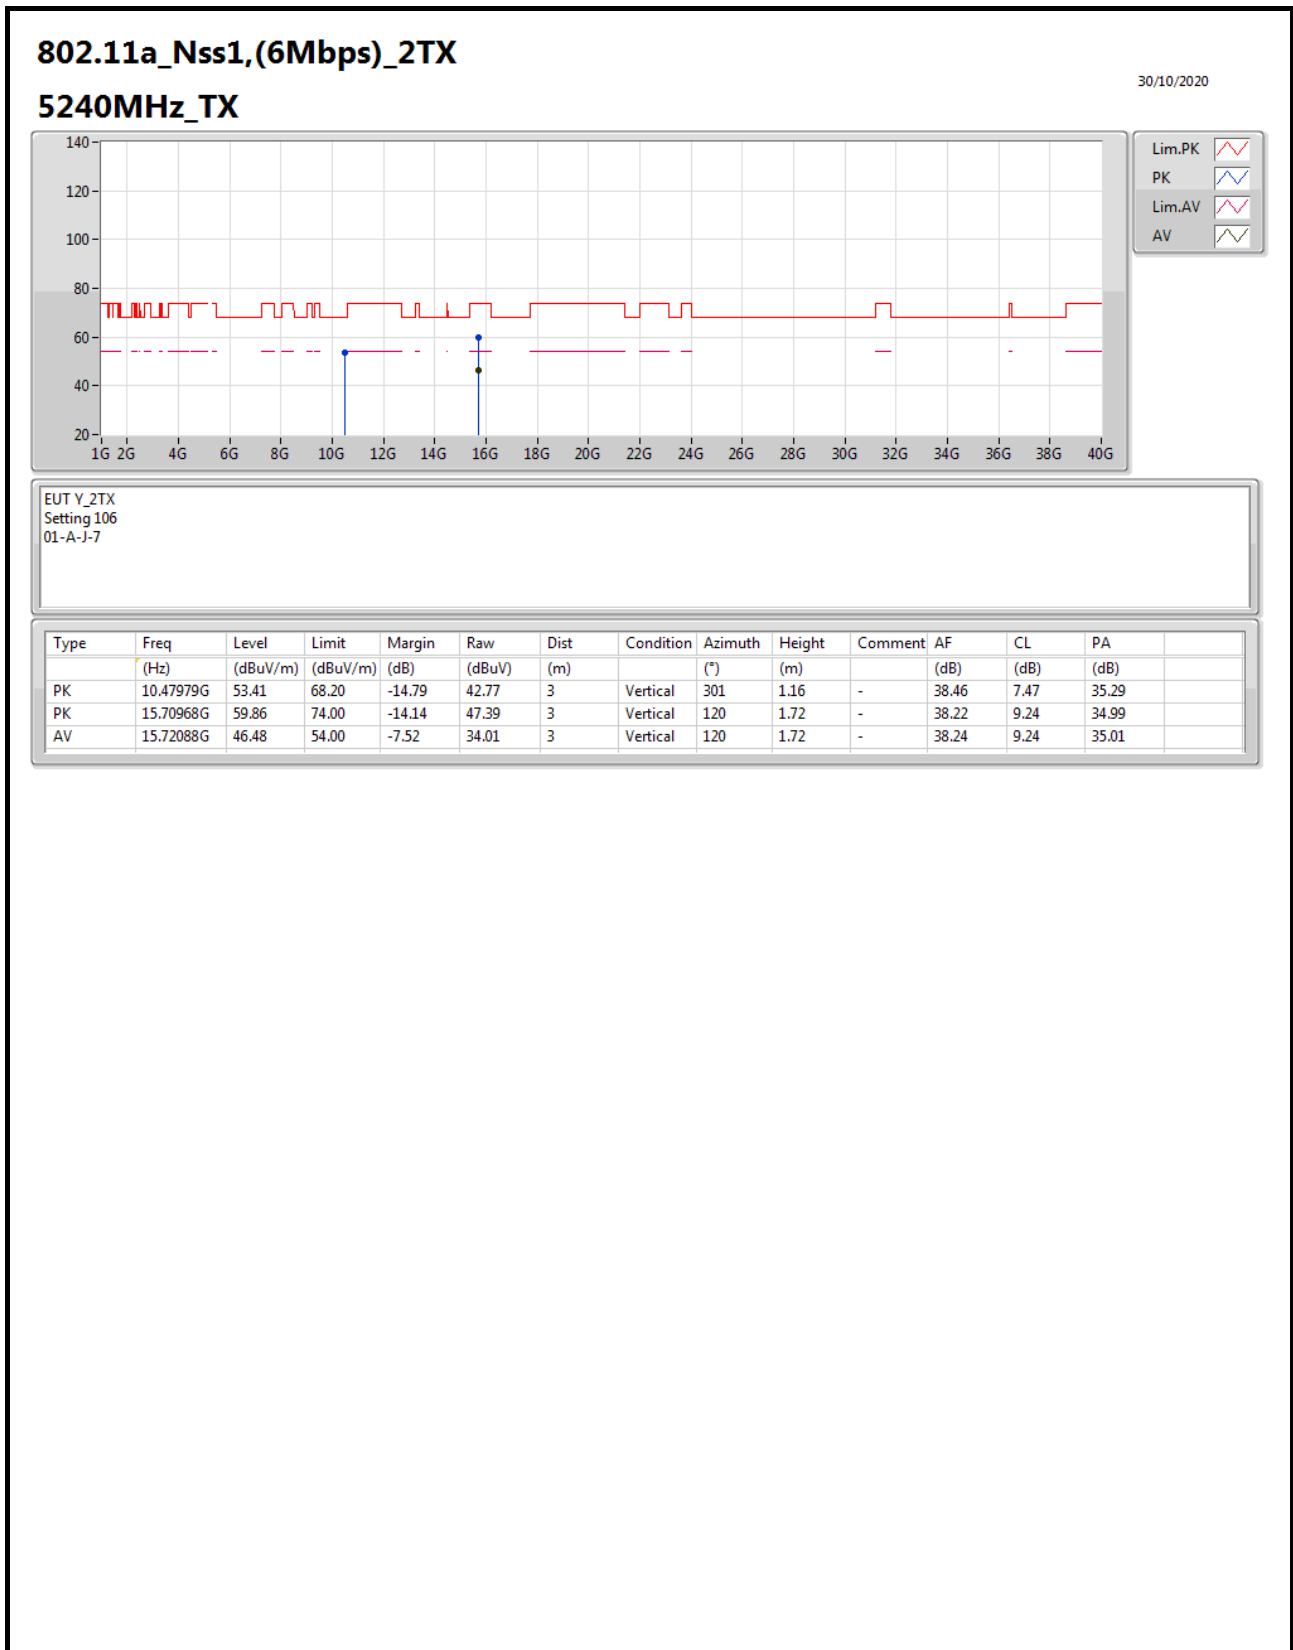 802.11a_Nss1,(6Mbps)_2TX
30/10/2020
5240MHz_TX
140
120
100
80
60
40
20
1G 2G 4G 6G 8G 10G 12G 14G 16G 18G 20G 22G 24G 26G 28G 30G 32G 34G 36G 38G 40G
Lim.PK
PK
Lim.AV
AV
EUT Y_2TX
Setting 106
01-A-J-7
Type Freq Level Limit Margin Raw Dist Condition Azimuth Height Comment AF CL PA
(Hz) (dBuV/m) (dBuV/m) (dB) (dBuV) (m) (°) (m) (dB) (dB) (dB)
PK 10.47979G 53.41 68.20 -14.79 42.77 3 Vertical 301 1.16 - 38.46 7.47 35.29
PK 15.70968G 59.86 74.00 -14.14 47.39 3 Vertical 120 1.72 - 38.22 9.24 34.99
AV 15.72088G 46.48 54.00 -7.52 34.01 3 Vertical 120 1.72 - 38.24 9.24 35.01